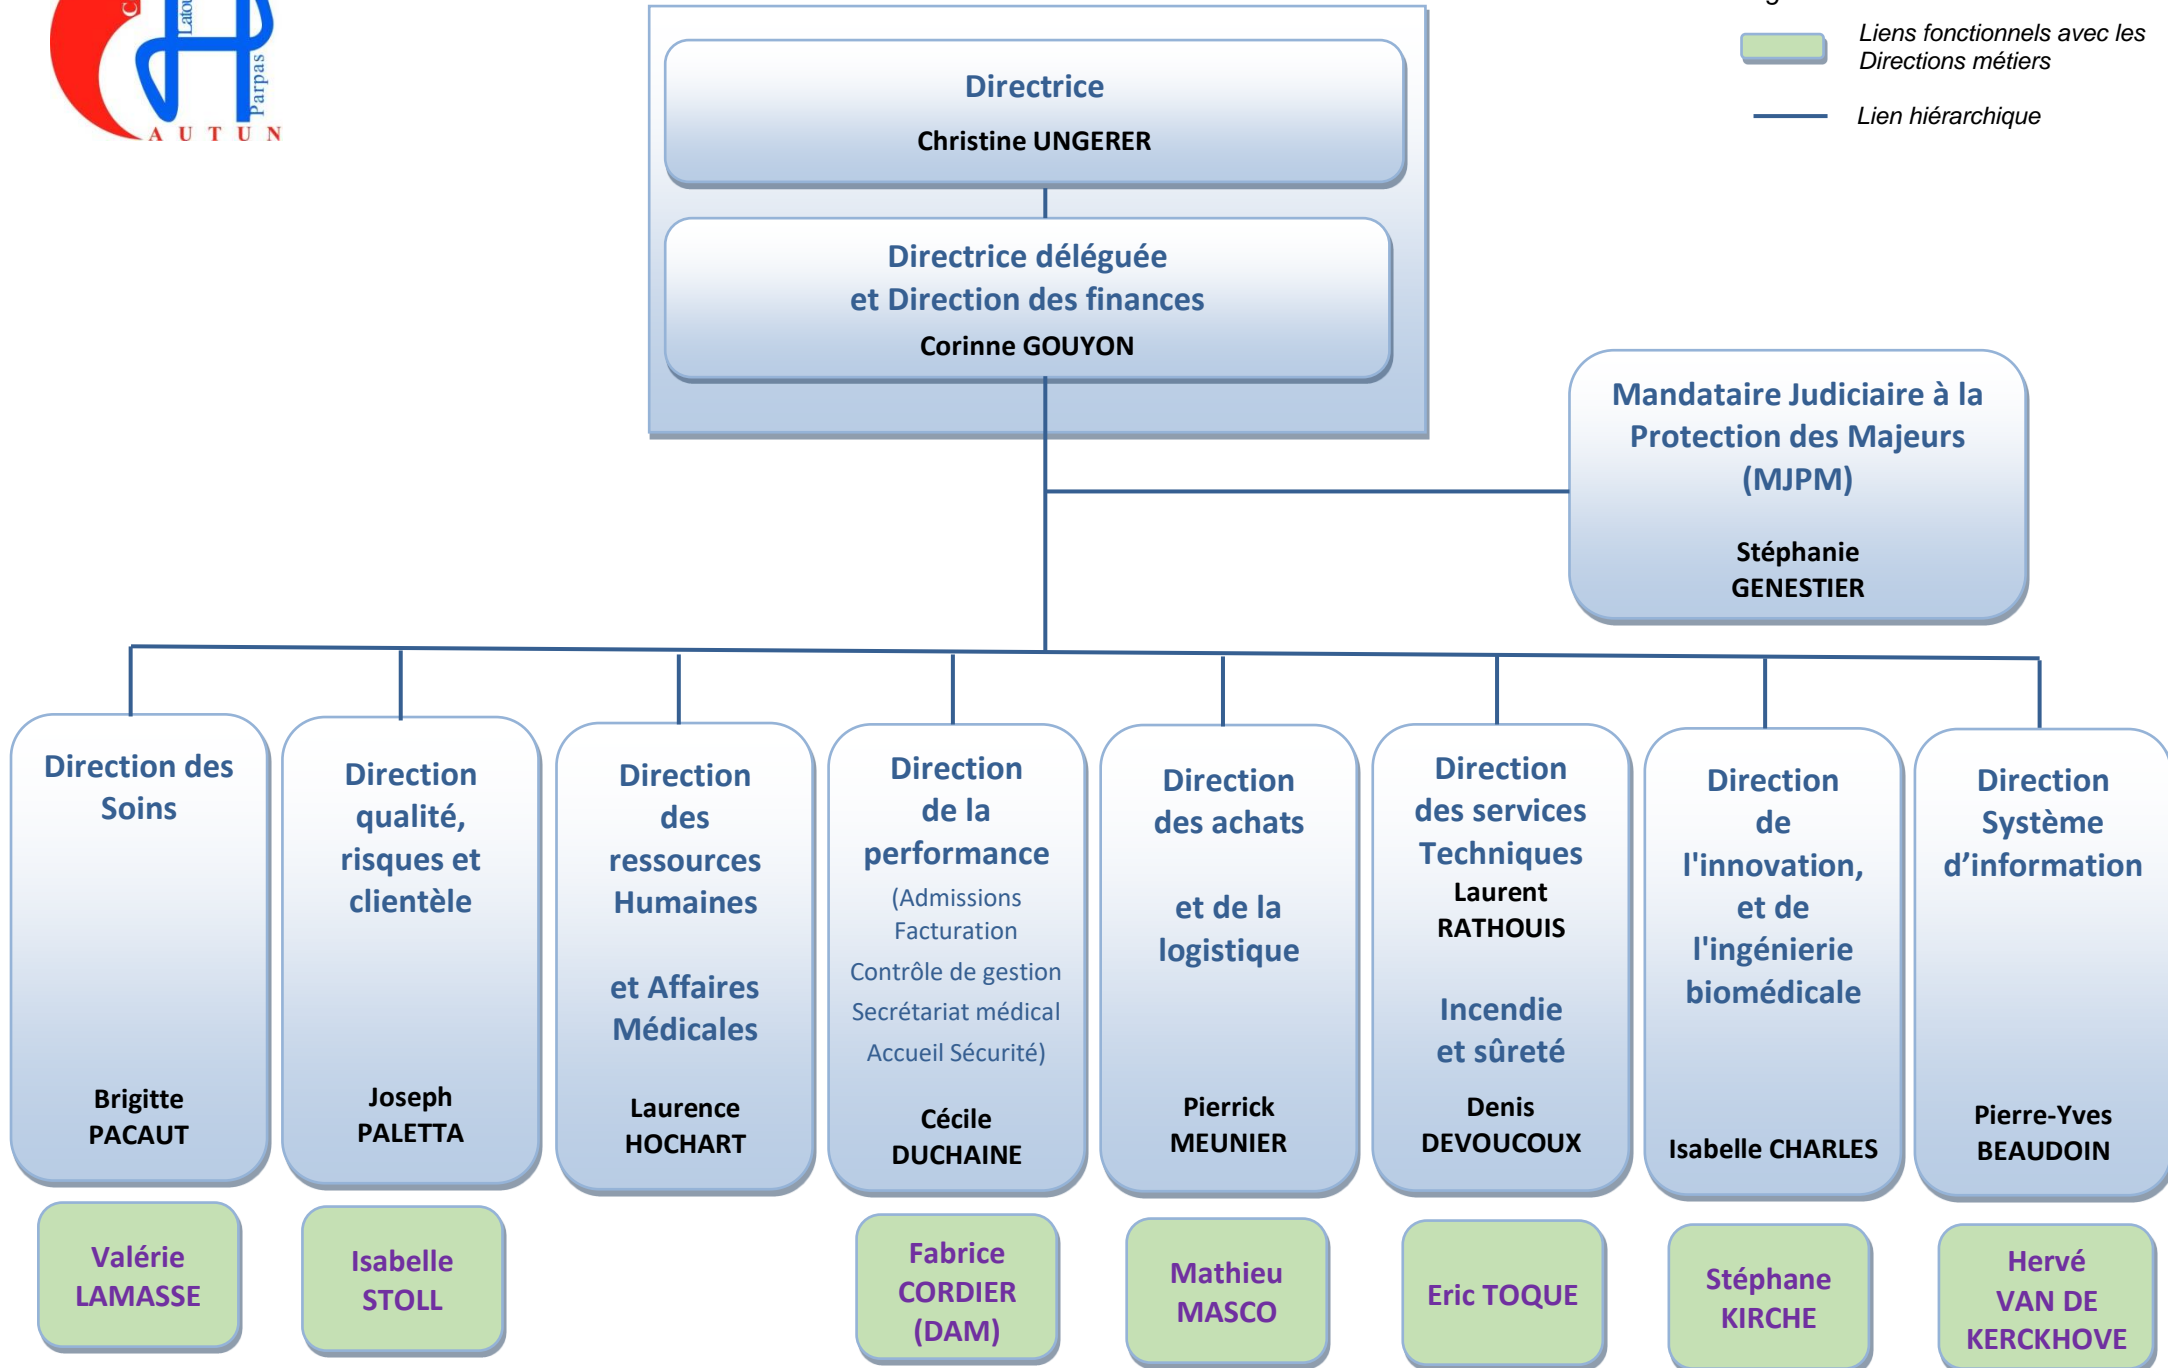 Latou
Parpas
AUTUN
Liens fonctionnels avec les
Directions métiers
Lien hiérarchique
Directrice
Christine UNGERER
Directrice déléguée
et Direction des finances
Corinne GOUYON
Mandataire Judiciaire à la
Protection des Majeurs
(MJPM)
Stéphanie
GENESTIER
Direction des
Soins
Brigitte
PACAUT
Direction
qualité,
risques et
clientèle
Joseph
PALETTA
Direction
des
ressources
Humaines
et Affaires
Médicales
Laurence
HOCHART
Direction
de la
performance
(Admissions
Facturation
Contrôle de gestion
Secrétariat médical
Accueil Sécurité)
Cécile
DUCHAINE
Direction
des achats
et de la
logistique
Pierrick
MEUNIER
Direction
des services
Techniques
Laurent
RATHOUIS
Incendie
et sûreté
Denis
DEVOUCOUX
Direction
de
l'innovation,
et de
l'ingénierie
biomédicale
Isabelle CHARLES
Direction
Système
d’information
Pierre-Yves
BEAUDOIN
Valérie
LAMASSE
Isabelle
STOLL
Fabrice
CORDIER
(DAM)
Mathieu
MASCO
Eric TOQUE
Stéphane
KIRCHE
Hervé
VAN DE
KERCKHOVE